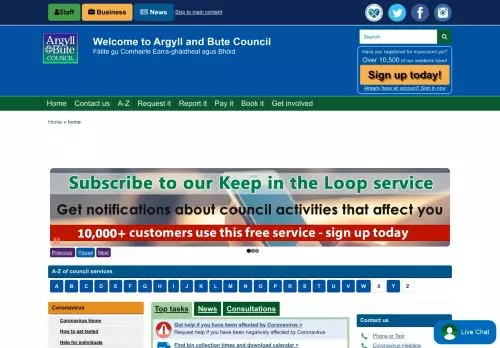 Staff
Business
News
Skip to main content
Argyll
and
Bute
COUNCIL
Welcome to Argyll and Bute Council
Fàilte gu Comhairle Earra-ghàidheal agus Bhòid
Search
Have you registered for myaccount yet?
Over 10,500 of our residents have!
Sign up today!
Already have an account? Sign in now
Home Contact us A-Z Request it Report it Pay it Book it Get involved
Home » home
Subscribe to our Keep in the Loop service
Get notifications about council activities that affect you
10,000+ customers use this free service - sign up today
Previous Pause Next
A-Z of council services
A B C D E F G H I J K L M N O P R S T U V W X Y Z
Coronavirus
Coronavirus Home
How to get tested
Help for individuals
Top tasks News Consultations
Get help if you have been affected by Coronavirus >
Request help if you have been negatively affected by Coronavirus
Find bin collection times and download calendar >
Contact us
Phone or Text
Coronavirus Helpline
Live Chat